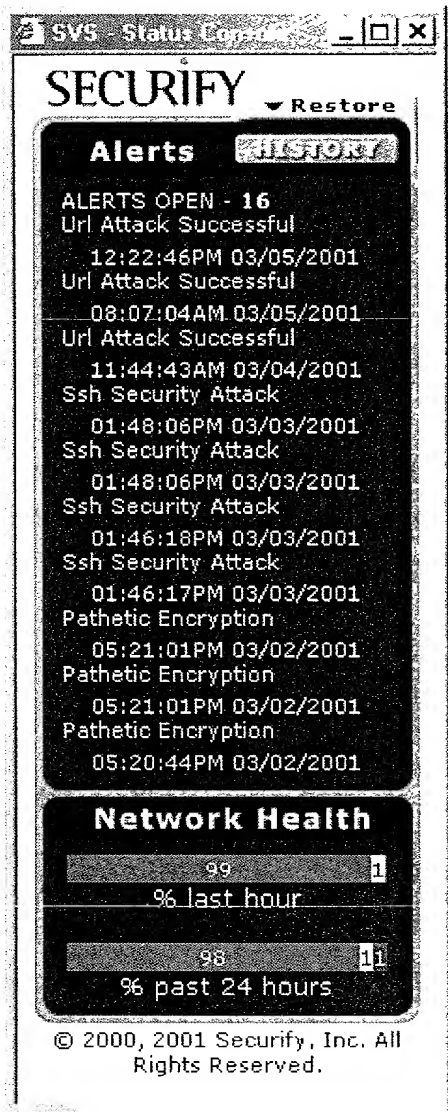 SVS - Status Console
SECURIFY
Restore
Alerts
HISTORY
ALERTS OPEN - 16
Url Attack Successful
12:22:46PM 03/05/2001
Url Attack Successful
08:07:04AM 03/05/2001
Url Attack Successful
11:44:43AM 03/04/2001
Ssh Security Attack
01:48:06PM 03/03/2001
Ssh Security Attack
01:48:06PM 03/03/2001
Ssh Security Attack
01:46:18PM 03/03/2001
Ssh Security Attack
01:46:17PM 03/03/2001
Pathetic Encryption
05:21:01PM 03/02/2001
Pathetic Encryption
05:21:01PM 03/02/2001
Pathetic Encryption
05:20:44PM 03/02/2001
Network Health
99 1
% last hour
98 1 1
% past 24 hours
© 2000, 2001 Securify, Inc. All
Rights Reserved.